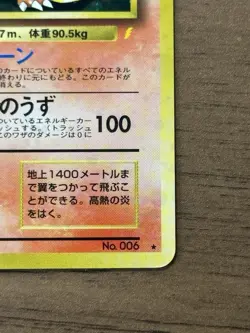 7m、体重90.5kg
ーン
カードについているすべてのエネル
終わりに元にもどる。このカードが
消える。
のうず
ついているエネルギーカー
ッシュする。(トラッシュ
このワザのダメージは0に
100
地上1400メートルま
で翼をつかって飛ぶこ
とができる。高熱の炎
をはく。
No. 006 ★